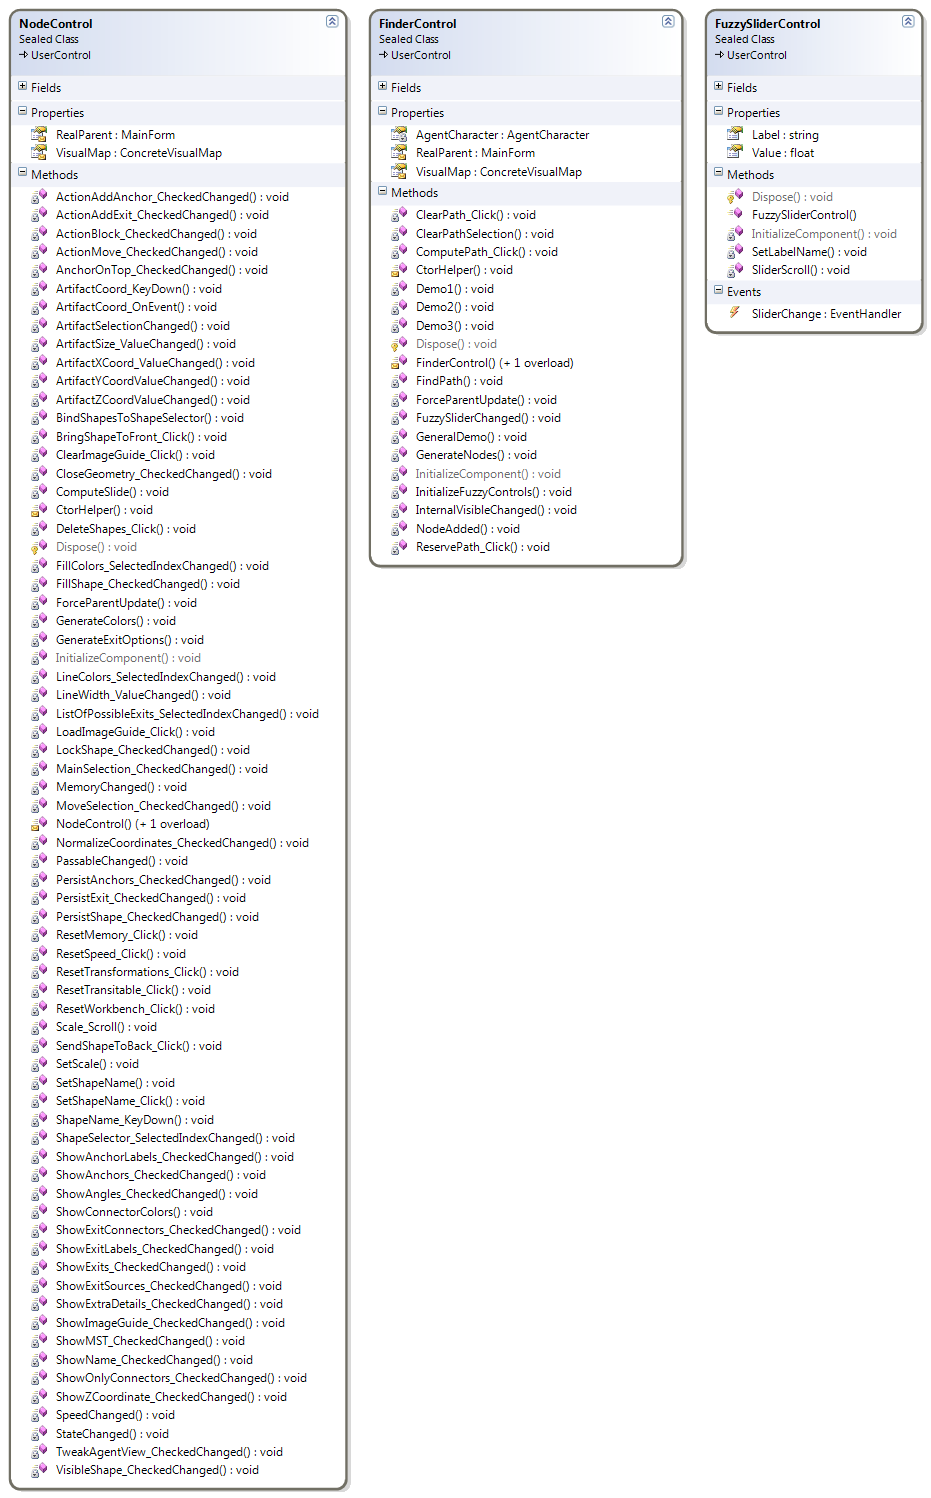 NodeControl
Sealed Class
UserControl
Fields
Properties
RealParent : MainForm
VisualMap : ConcreteVisualMap
Methods
ActionAddAnchor_CheckedChanged() : void
ActionAddExit_CheckedChanged() : void
ActionBlock_CheckedChanged() : void
ActionMove_CheckedChanged() : void
AnchorOnTop_CheckedChanged() : void
ArtifactCoord_KeyDown() : void
ArtifactCoord_OnEvent() : void
ArtifactSelectionChanged() : void
ArtifactSize_ValueChanged() : void
ArtifactXCoord_ValueChanged() : void
ArtifactYCoordValueChanged() : void
ArtifactZCoordValueChanged() : void
BindShapesToShapeSelector() : void
BringShapeToFront_Click() : void
ClearImageGuide_Click() : void
CloseGeometry_CheckedChanged() : void
ComputeSlide() : void
CtorHelper() : void
DeleteShapes_Click() : void
Dispose() : void
FillColors_SelectedIndexChanged() : void
FillShape_CheckedChanged() : void
ForceParentUpdate() : void
GenerateColors() : void
GenerateExitOptions() : void
InitializeComponent() : void
LineColors_SelectedIndexChanged() : void
LineWidth_ValueChanged() : void
ListOfPossibleExits_SelectedIndexChanged() : void
LoadImageGuide_Click() : void
LockShape_CheckedChanged() : void
MainSelection_CheckedChanged() : void
MemoryChanged() : void
MoveSelection_CheckedChanged() : void
NodeControl() (+ 1 overload)
NormalizeCoordinates_CheckedChanged() : void
PassableChanged() : void
PersistAnchors_CheckedChanged() : void
PersistExit_CheckedChanged() : void
PersistShape_CheckedChanged() : void
ResetMemory_Click() : void
ResetSpeed_Click() : void
ResetTransformations_Click() : void
ResetTransitable_Click() : void
ResetWorkbench_Click() : void
Scale_Scroll() : void
SendShapeToBack_Click() : void
SetScale() : void
SetShapeName() : void
SetShapeName_Click() : void
ShapeName_KeyDown() : void
ShapeSelector_SelectedIndexChanged() : void
ShowAnchorLabels_CheckedChanged() : void
ShowAnchors_CheckedChanged() : void
ShowAngles_CheckedChanged() : void
ShowConnectorColors() : void
ShowExitConnectors_CheckedChanged() : void
ShowExitLabels_CheckedChanged() : void
ShowExits_CheckedChanged() : void
ShowExitSources_CheckedChanged() : void
ShowExtraDetails_CheckedChanged() : void
ShowImageGuide_CheckedChanged() : void
ShowMST_CheckedChanged() : void
ShowName_CheckedChanged() : void
ShowOnlyConnectors_CheckedChanged() : void
ShowZCoordinate_CheckedChanged() : void
SpeedChanged() : void
StateChanged() : void
TweakAgentView_CheckedChanged() : void
VisibleShape_CheckedChanged() : void
FinderControl
Sealed Class
UserControl
Fields
Properties
AgentCharacter : AgentCharacter
RealParent : MainForm
VisualMap : ConcreteVisualMap
Methods
ClearPath_Click() : void
ClearPathSelection() : void
ComputePath_Click() : void
CtorHelper() : void
Demo1() : void
Demo2() : void
Demo3() : void
Dispose() : void
FinderControl() (+ 1 overload)
FindPath() : void
ForceParentUpdate() : void
FuzzySliderChanged() : void
GeneralDemo() : void
GenerateNodes() : void
InitializeComponent() : void
InitializeFuzzyControls() : void
InternalVisibleChanged() : void
NodeAdded() : void
ReservePath_Click() : void
FuzzySliderControl
Sealed Class
UserControl
Fields
Properties
Label : string
Value : float
Methods
Dispose() : void
FuzzySliderControl()
InitializeComponent() : void
SetLabelName() : void
SliderScroll() : void
Events
SliderChange : EventHandler